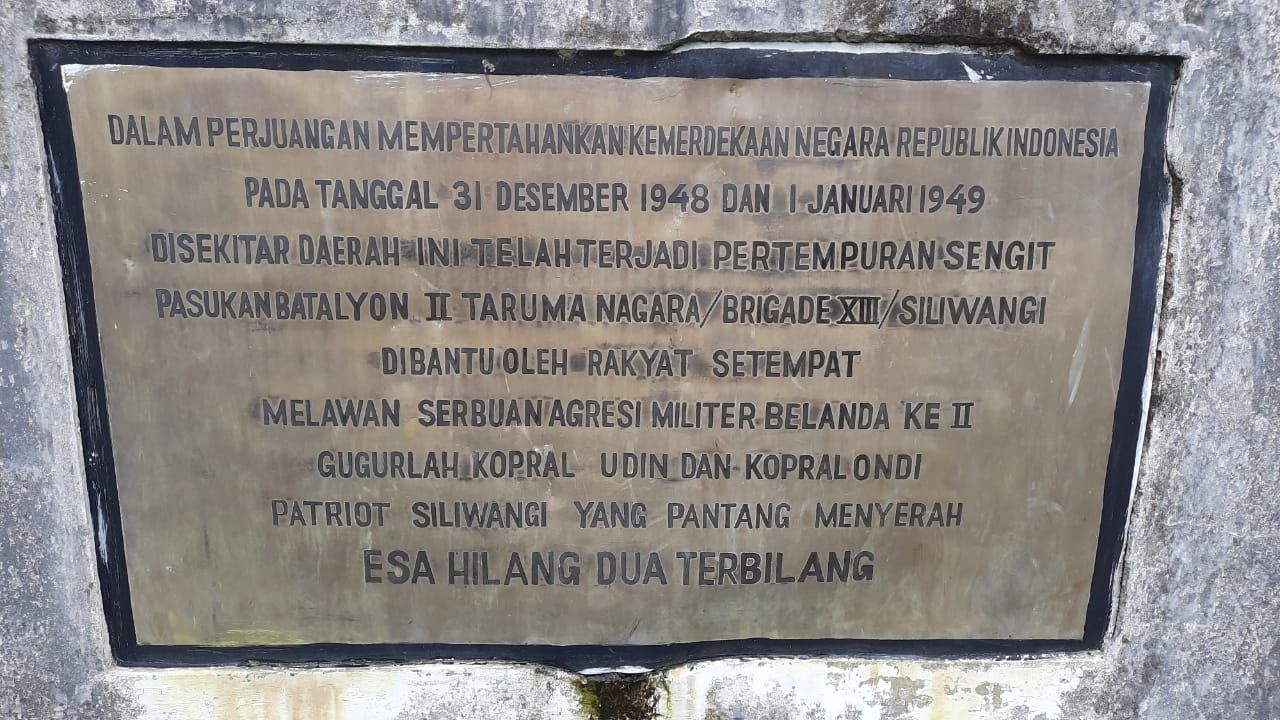 DALAM PERJUANGAN MEMPERTAHANKAN KEMERDEKAAN NEGARA REPUBLIK INDONESIA
PADA TANGGAL 31 DESEMBER 1948 DAN 1 JANUARI 1949
DISEKITAR DAERAH INI TELAH TERJADI PERTEMPURAN SENGIT
PASUKAN BATALYON II TARUMA NAGARA/BRIGADE XIII/SILIWANGI
DIBANTU OLEH RAKYAT SETEMPAT
MELAWAN SERBUAN AGRESI MILITER BELANDA KE II
GUGURLAH KOPRAL UDIN DAN KOPRAL ONDI
PATRIOT SILIWANGI YANG PANTANG MENYERAH
ESA HILANG DUA TERBILANG